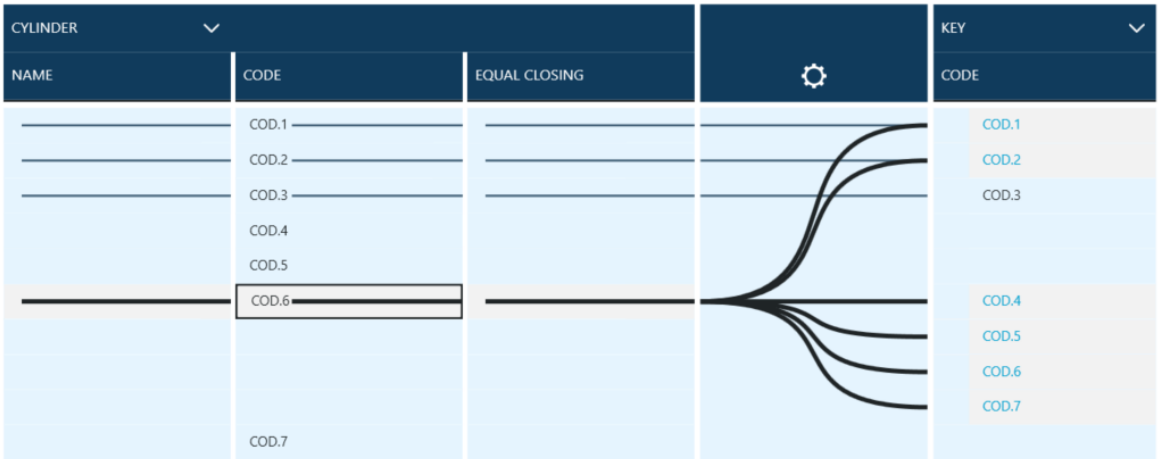 CYLINDER KEY
NAME CODE EQUAL CLOSING CODE
COD.1 COD.1
COD.2 COD.2
COD.3 COD.3
COD.4
COD.5
COD.6 COD.4
COD.5
COD.6
COD.7
COD.7